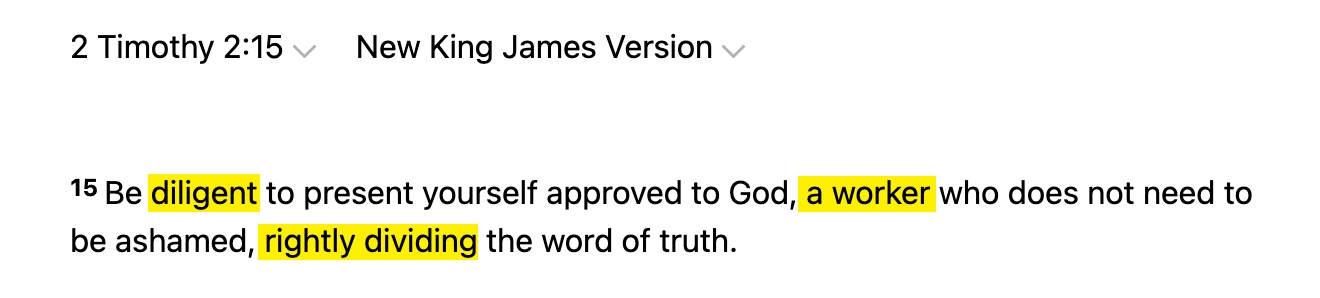 2 Timothy 2:15 New King James Version
15 Be diligent to present yourself approved to God, a worker who does not need to
be ashamed, rightly dividing the word of truth.